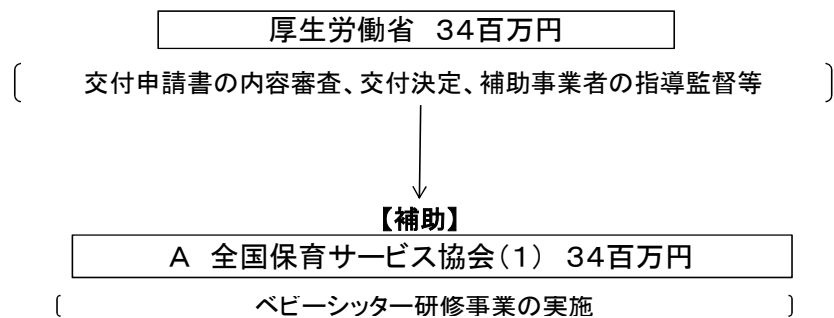 厚生労働省　34百万円
交付申請書の内容審査、交付決定、補助事業者の指導監督等
【補助】
A　全国保育サービス協会（１）　34百万円
ベビーシッター研修事業の実施